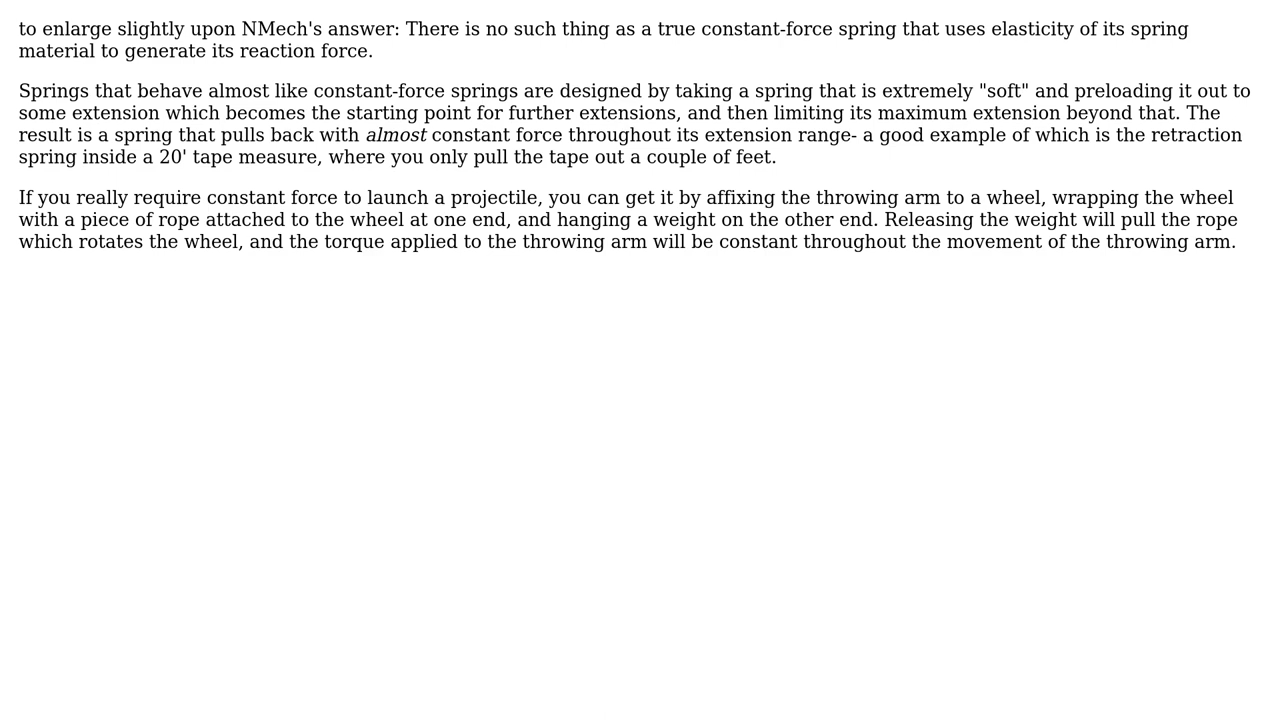 to enlarge slightly upon NMech's answer: There is no such thing as a true constant-force spring that uses elasticity of its spring
material to generate its reaction force.
Springs that behave almost like constant-force springs are designed by taking a spring that is extremely "soft" and preloading it out to
some extension which becomes the starting point for further extensions, and then limiting its maximum extension beyond that. The
result is a spring that pulls back with almost constant force throughout its extension range- a good example of which is the retraction
spring inside a 20' tape measure, where you only pull the tape out a couple of feet.
If you really require constant force to launch a projectile, you can get it by affixing the throwing arm to a wheel, wrapping the wheel
with a piece of rope attached to the wheel at one end, and hanging a weight on the other end. Releasing the weight will pull the rope
which rotates the wheel, and the torque applied to the throwing arm will be constant throughout the movement of the throwing arm.